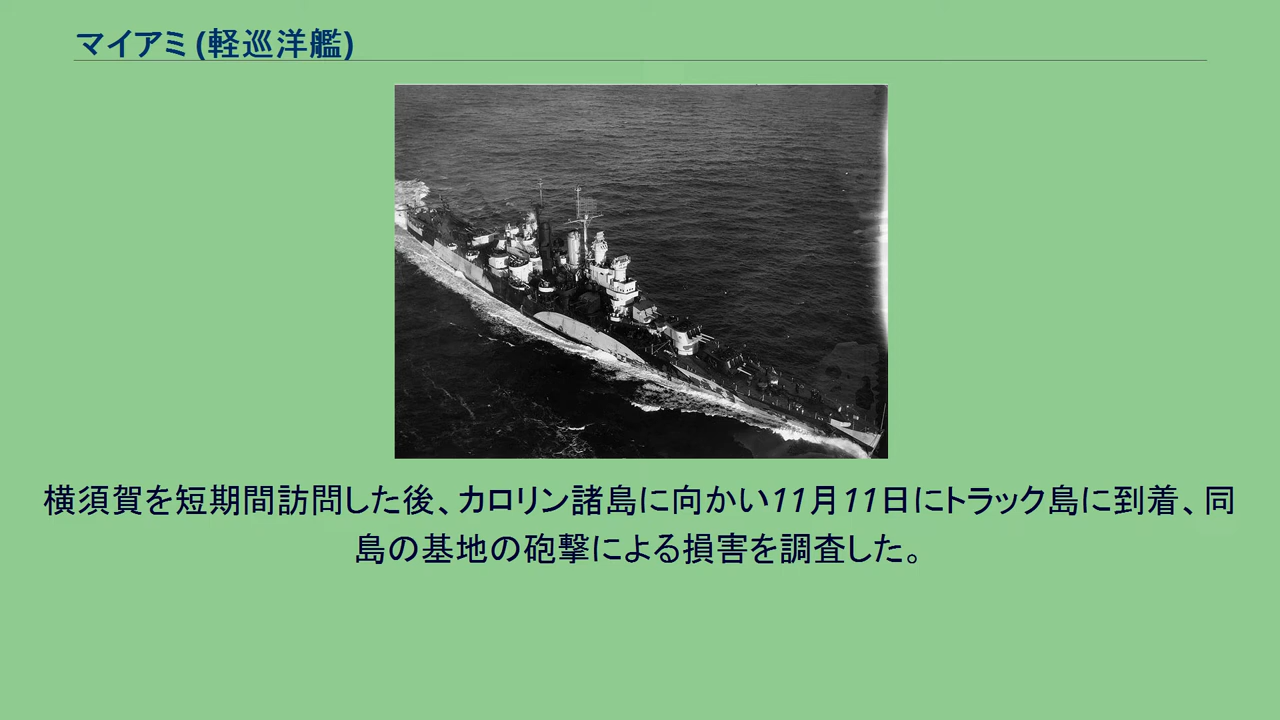 マイアミ (軽巡洋艦)
横須賀を短期間訪問した後、カロリン諸島に向かい11月11日にトラック島に到着、同
島の基地の砲撃による損害を調査した。